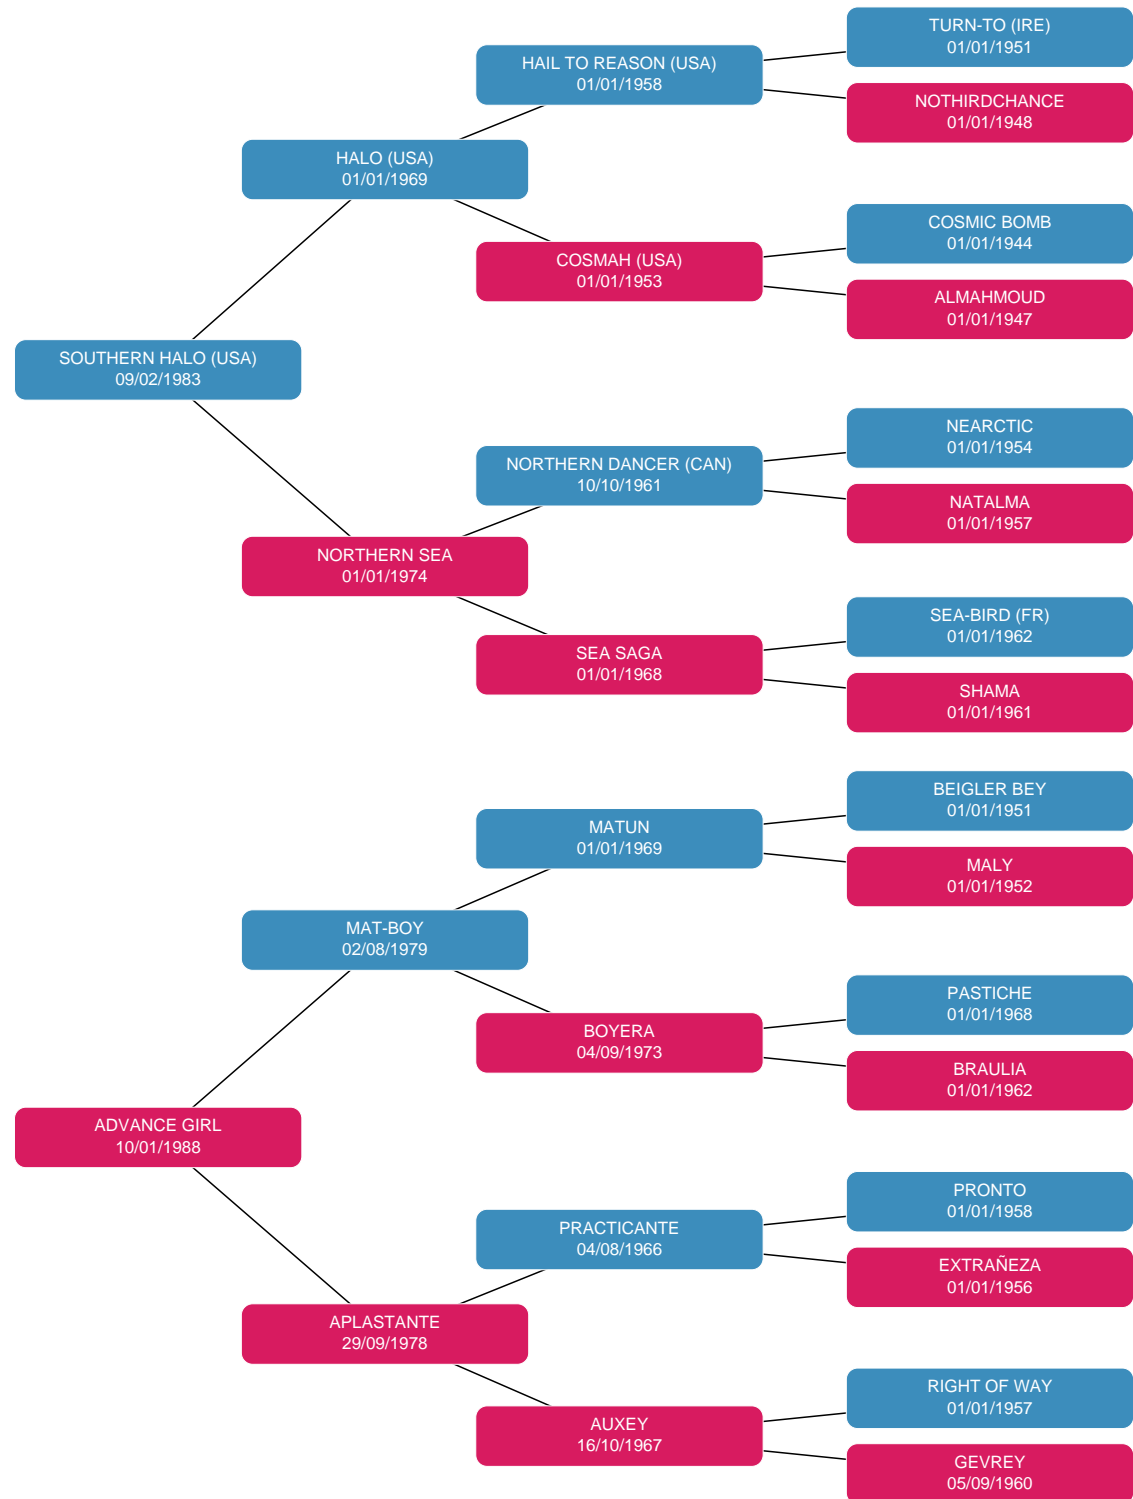 TURN-TO (IRE)
01/01/1951
HAIL TO REASON (USA)
01/01/1958
NOTHIRDCHANCE
01/01/1948
HALO (USA)
01/01/1969
COSMIC BOMB
01/01/1944
COSMAH (USA)
01/01/1953
ALMAHMOUD
01/01/1947
SOUTHERN HALO (USA)
09/02/1983
NEARCTIC
01/01/1954
NORTHERN DANCER (CAN)
10/10/1961
NATALMA
01/01/1957
NORTHERN SEA
01/01/1974
SEA-BIRD (FR)
01/01/1962
SEA SAGA
01/01/1968
SHAMA
01/01/1961
BEIGLER BEY
01/01/1951
MATUN
01/01/1969
MALY
01/01/1952
MAT-BOY
02/08/1979
PASTICHE
01/01/1968
BOYERA
04/09/1973
BRAULIA
01/01/1962
ADVANCE GIRL
10/01/1988
PRONTO
01/01/1958
PRACTICANTE
04/08/1966
EXTRAÑEZA
01/01/1956
APLASTANTE
29/09/1978
RIGHT OF WAY
01/01/1957
AUXEY
16/10/1967
GEVREY
05/09/1960